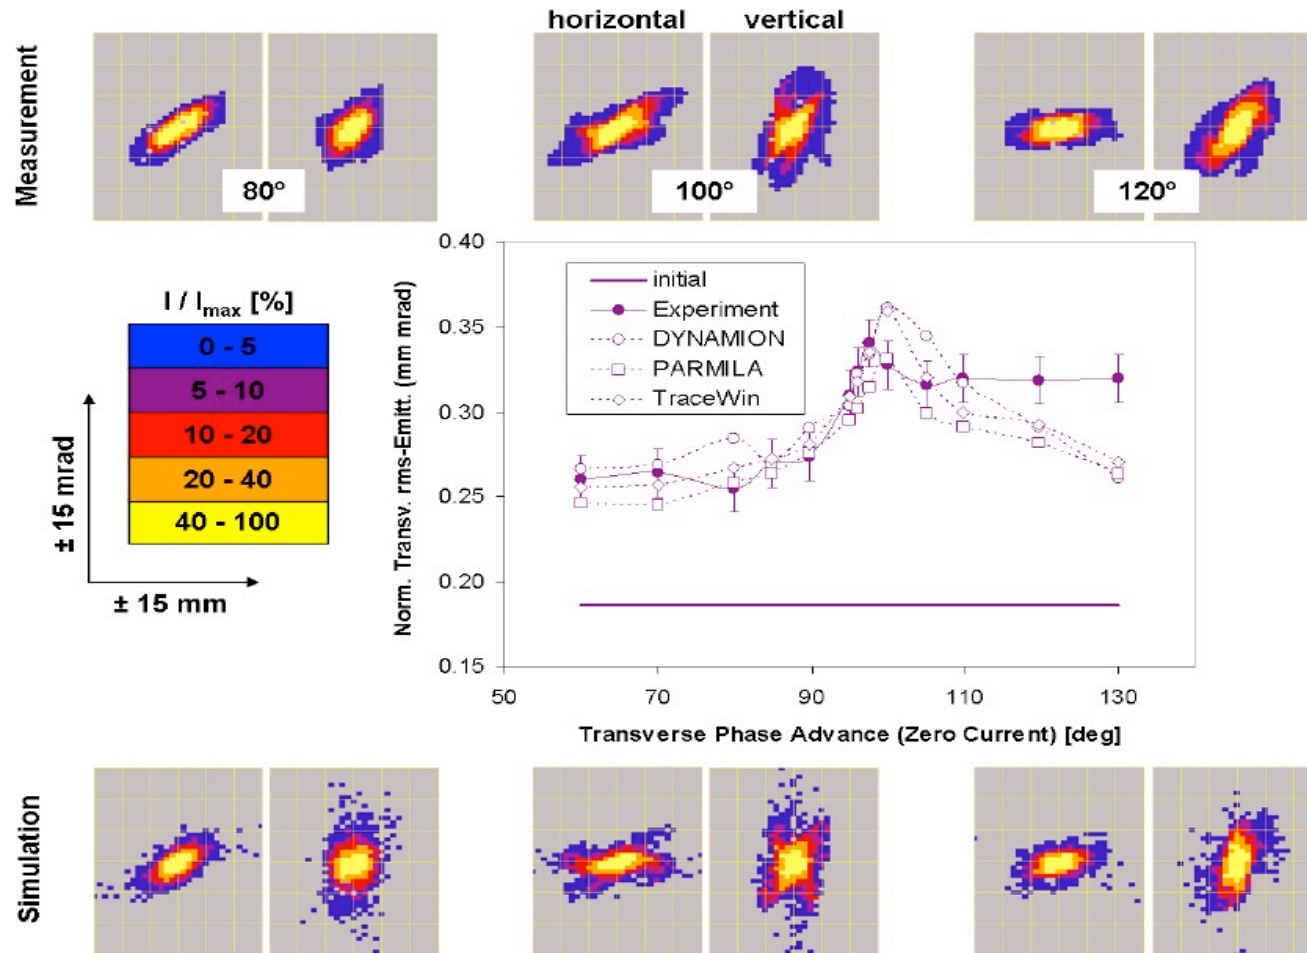 horizontal vertical
Measurement
80°
100°
120°
I / Imax [%]
0 - 5
5 - 10
10 - 20
20 - 40
40 - 100
± 15 mrad
± 15 mm
Norm. Transv. rms-Emitt. (mm mrad)
0.40
0.35
0.30
0.25
0.20
0.15
initial
Experiment
DYNAMION
PARMILA
TraceWin
50 70 90 110 130
Transverse Phase Advance (Zero Current) [deg]
Simulation